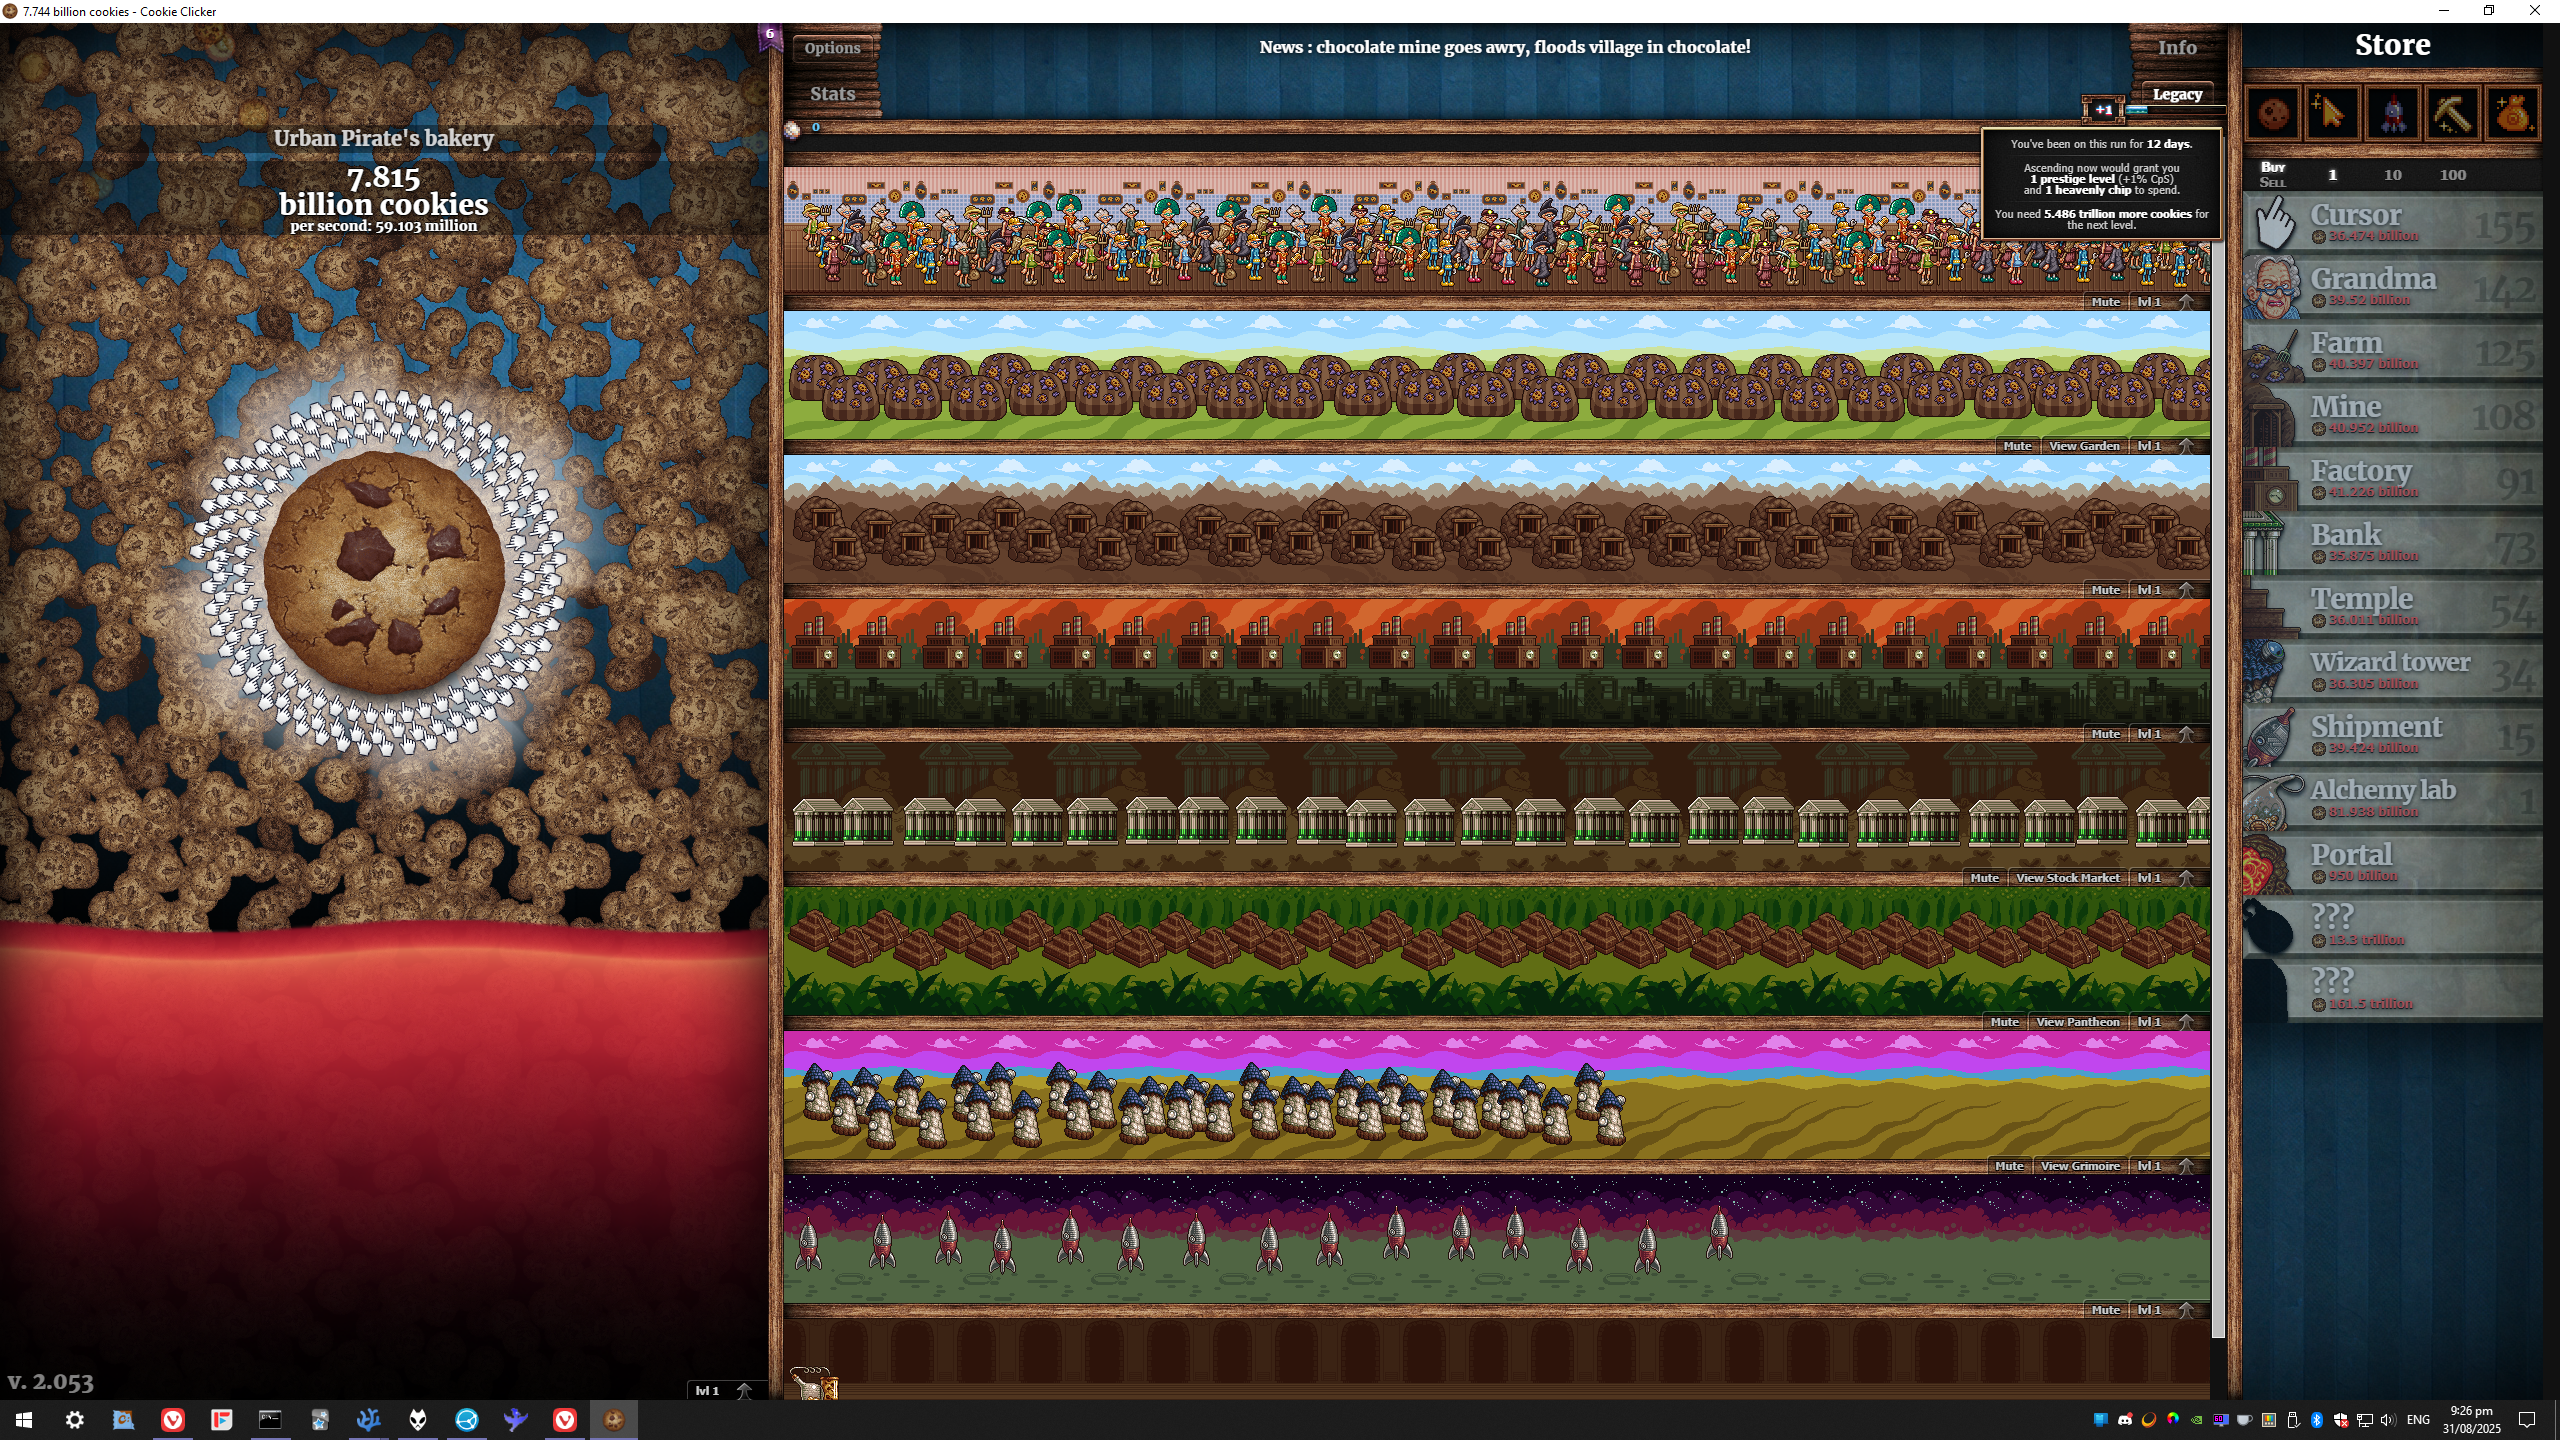 7.744 billion cookies - Cookie Clicker
6
Options
Stats
News : chocolate mine goes awry, floods village in chocolate!
Info
Legacy
+1
0
Urban Pirate's bakery
7.815
billion cookies
per second: 59.103 million
You've been on this run for 12 days.
Ascending now would grant you
1 prestige level (+1% CpS)
and 1 heavenly chip to spend.
You need 5.486 trillion more cookies for
the next level.
Mute lvl 1
Mute View Garden lvl 1
Mute lvl 1
Mute lvl 1
Mute View Stock Market lvl 1
Mute View Pantheon lvl 1
Mute View Grimoire lvl 1
Mute lvl 1
Store
Buy
SELL
1 10 100
Cursor 155
36.474 billion
Grandma 142
39.52 billion
Farm 125
40.397 billion
Mine 108
40.952 billion
Factory 91
41.226 billion
Bank 73
35.875 billion
Temple 54
36.011 billion
Wizard tower 34
36.305 billion
Shipment 15
39.424 billion
Alchemy lab 1
81.938 billion
Portal
950 billion
???
13.3 trillion
???
161.5 trillion
v. 2.053
lvl 1
ENG
9:26 pm
31/08/2025